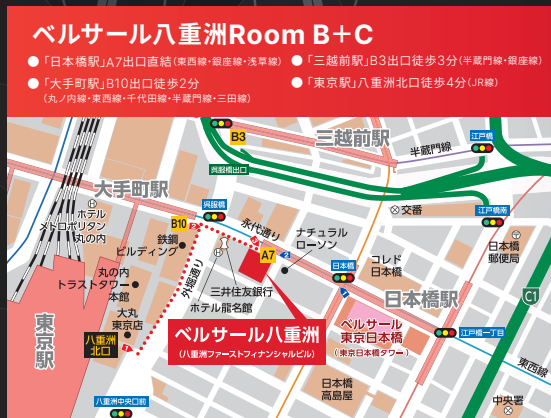 ベルサール八重洲Room B+C
●「日本橋駅」A7出口直結(東西線・銀座線・浅草線)
●「三越前駅」B3出口徒歩3分(半蔵門線・銀座線)
●「大手町駅」B10出口徒歩2分
(丸ノ内線・東西線・千代田線・半蔵門線・三田線)
●「東京駅」八重洲北口徒歩4分(JR線)
B3
三越前駅
半蔵門線
江戸橋
呉服橋出口
大手町駅
H
ホテル
メトロポリタン
丸の内
呉服橋
B10
2
鉄鋼
ビルディング
永代通り
ナチュラル
ローソン
交番
江戸橋南
日本橋
郵便局
A7
2
H
外堀通り
三井住友銀行
ホテル龍名館
日本橋
コレド
日本橋
日本橋駅
C1
丸の内
トラストタワー
本館
大丸
東京店
東京駅
八重洲
北口
1
ベルサール八重洲
(八重洲ファーストフィナンシャルビル)
1
ベルサール
東京日本橋
(東京日本橋タワー)
江戸橋一丁目
東西線
日本橋
高島屋
八重洲中央口前
中央署